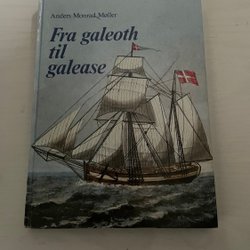 Anders Monrad Møller
Fra galeoth
til
galease